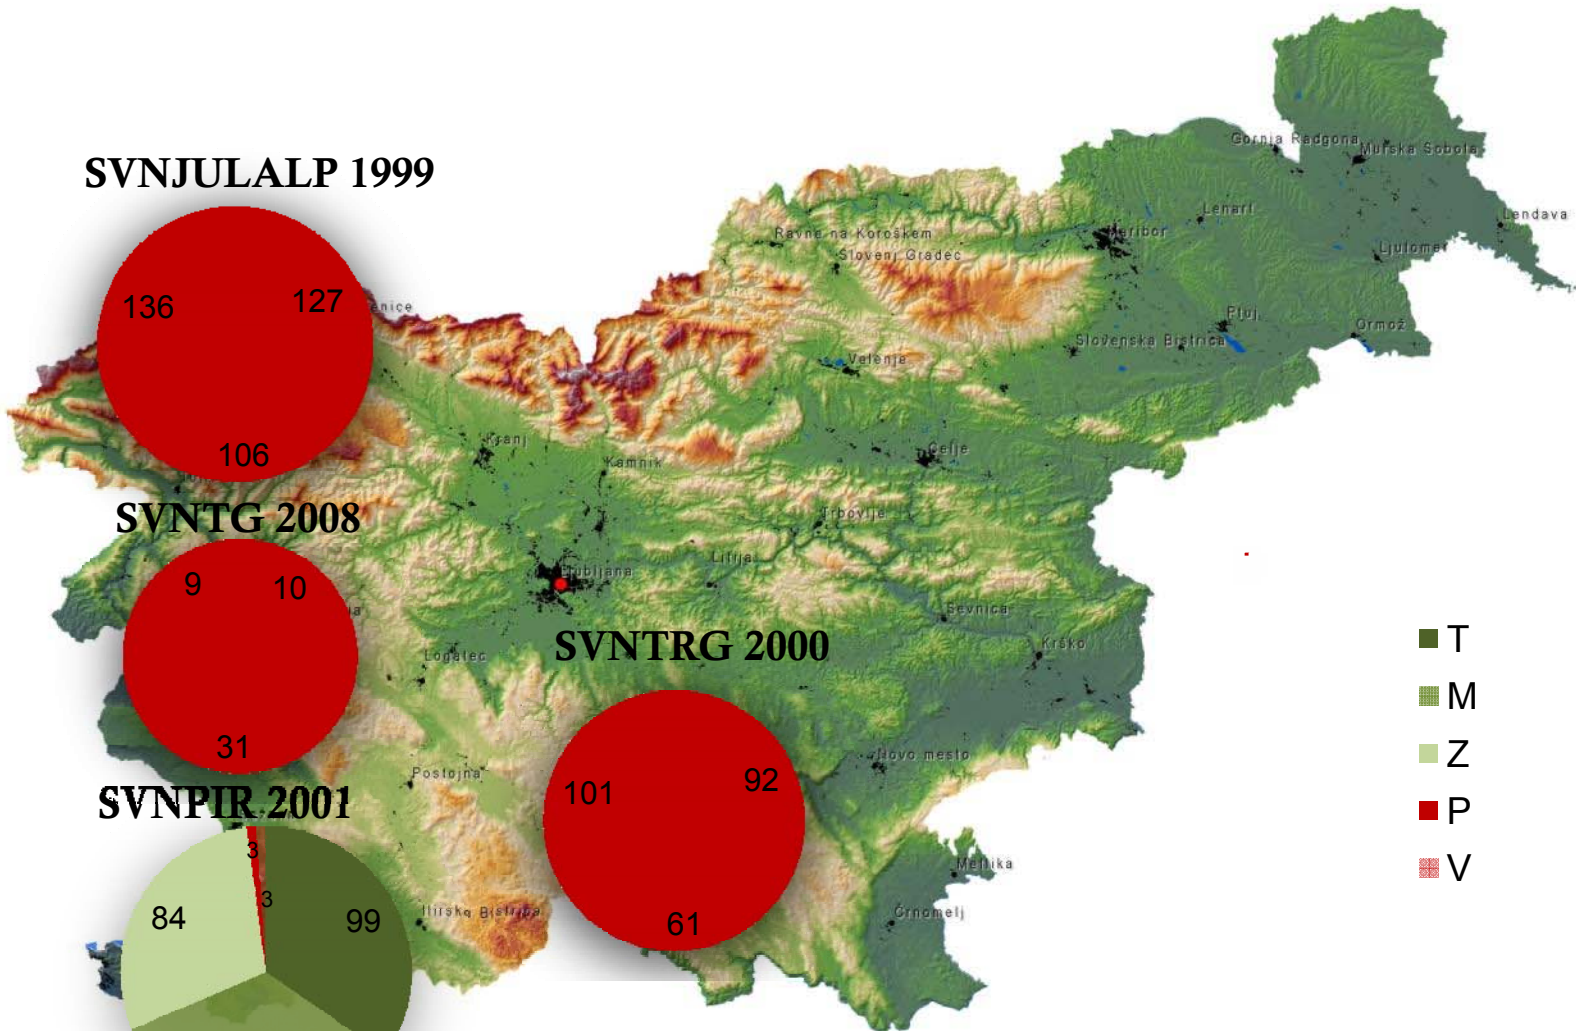 SVNJULALP 1999
136
127
106
SVNTG 2008
9
10
31
SVNPIR 2001
3
3
84
99
SVNTRG 2000
101
92
61
T
M
Z
P
V
Gornja Radgona
Murska Sobota
Lenart
Lendava
Maribor
Ljutomer
Ravne na Koroškem
Slovenj Gradec
Ptuj
Ormož
Slovenska Bistrica
Velenje
Celje
Kranj
Kamnik
Trbovlje
Litija
Ljubljana
Sevnica
Krško
Logatec
Novo mesto
Postojna
Metlika
Črnomelj
Ilirska Bistrica